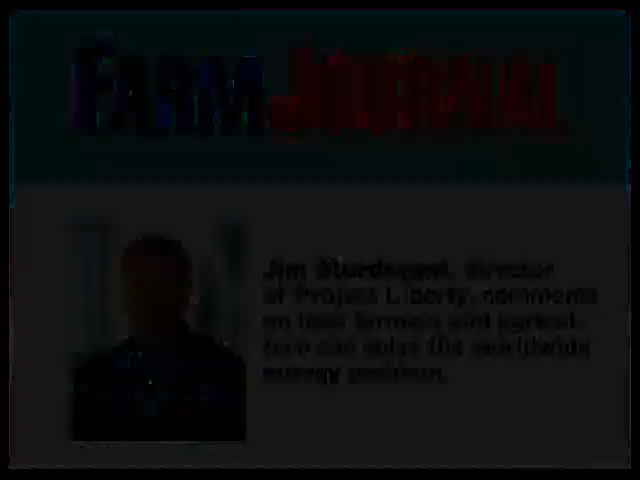 FARM JOURNAL
Jim Sturdevant, director
of Project Liberty, comments
on how farmers and agricul-
ture can solve the worldwide
energy problem.